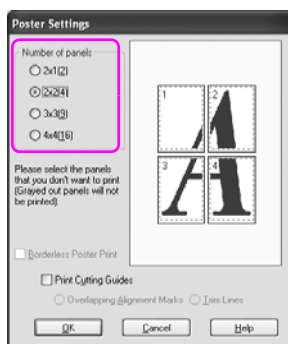 Poster Settings
Number of panels
2x1(2)
2x2(4)
3x3(9)
4x4(16)
1
2
3
4
Please select the panels
that you don't want to print
(Grayed out panels will not
be printed).
Borderless Poster Print
Print Cutting Guides
Overlapping Alignment Marks
Trim Lines
OK
Cancel
Help